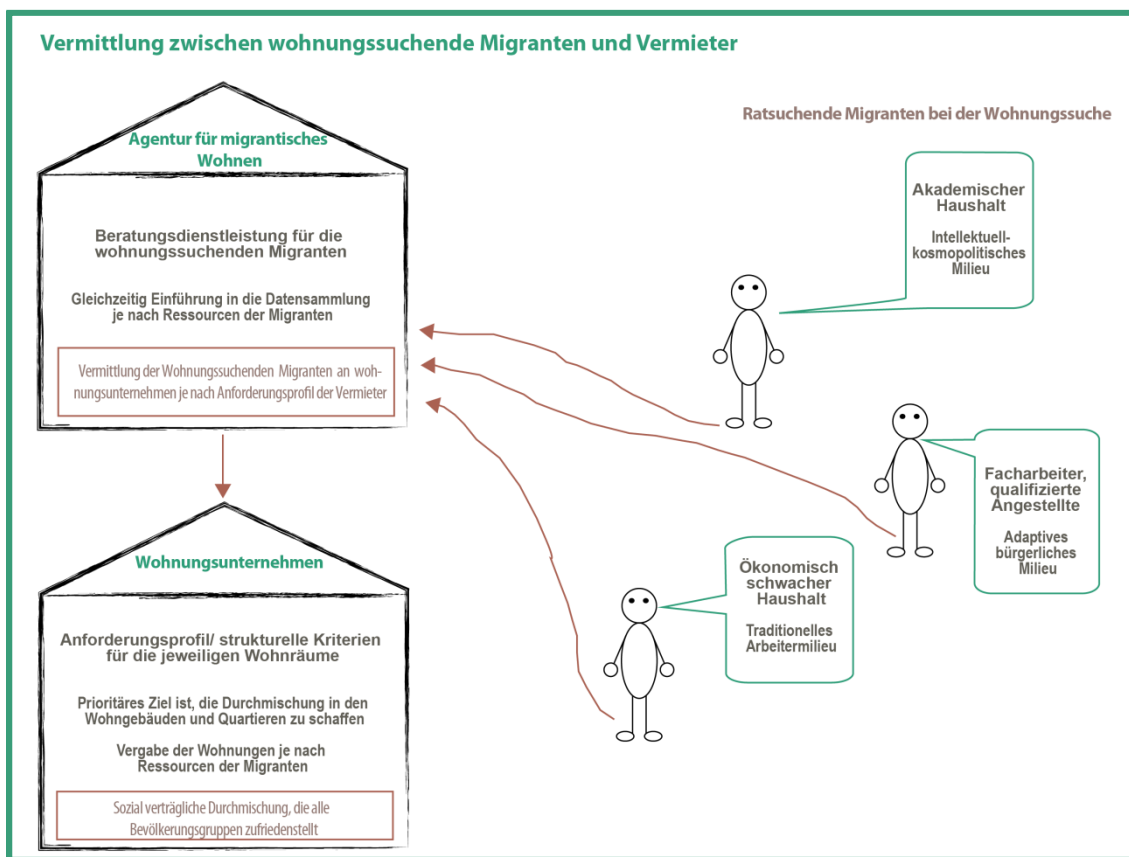 Vermittlung zwischen wohnungssuchende Migranten und Vermieter
Agentur für migrantisches
Wohnen
Beratungsdienstleistung für die
wohnungssuchenden Migranten
Gleichzeitig Einführung in die Datensammlung
je nach Ressourcen der Migranten
Vermittlung der Wohnungssuchenden Migranten an woh-
nungsunternehmen je nach Anforderungsprofil der Vermieter
Wohnungsunternehmen
Anforderungsprofil/ strukturelle Kriterien
für die jeweiligen Wohnräume
Prioritäres Ziel ist, die Durchmischung in den
Wohngebäuden und Quartieren zu schaffen
Vergabe der Wohnungen je nach
Ressourcen der Migranten
Sozial verträgliche Durchmischung, die alle
Bevölkerungsgruppen zufriedenstellt
Ratsuchende Migranten bei der Wohnungssuche
Akademischer
Haushalt
Intellektuell-
kosmopolitisches
Milieu
Facharbeiter,
qualifizierte
Angestellte
Adaptives
bürgerliches
Milieu
Ökonomisch
schwacher
Haushalt
Traditionelles
Arbeitermilieu